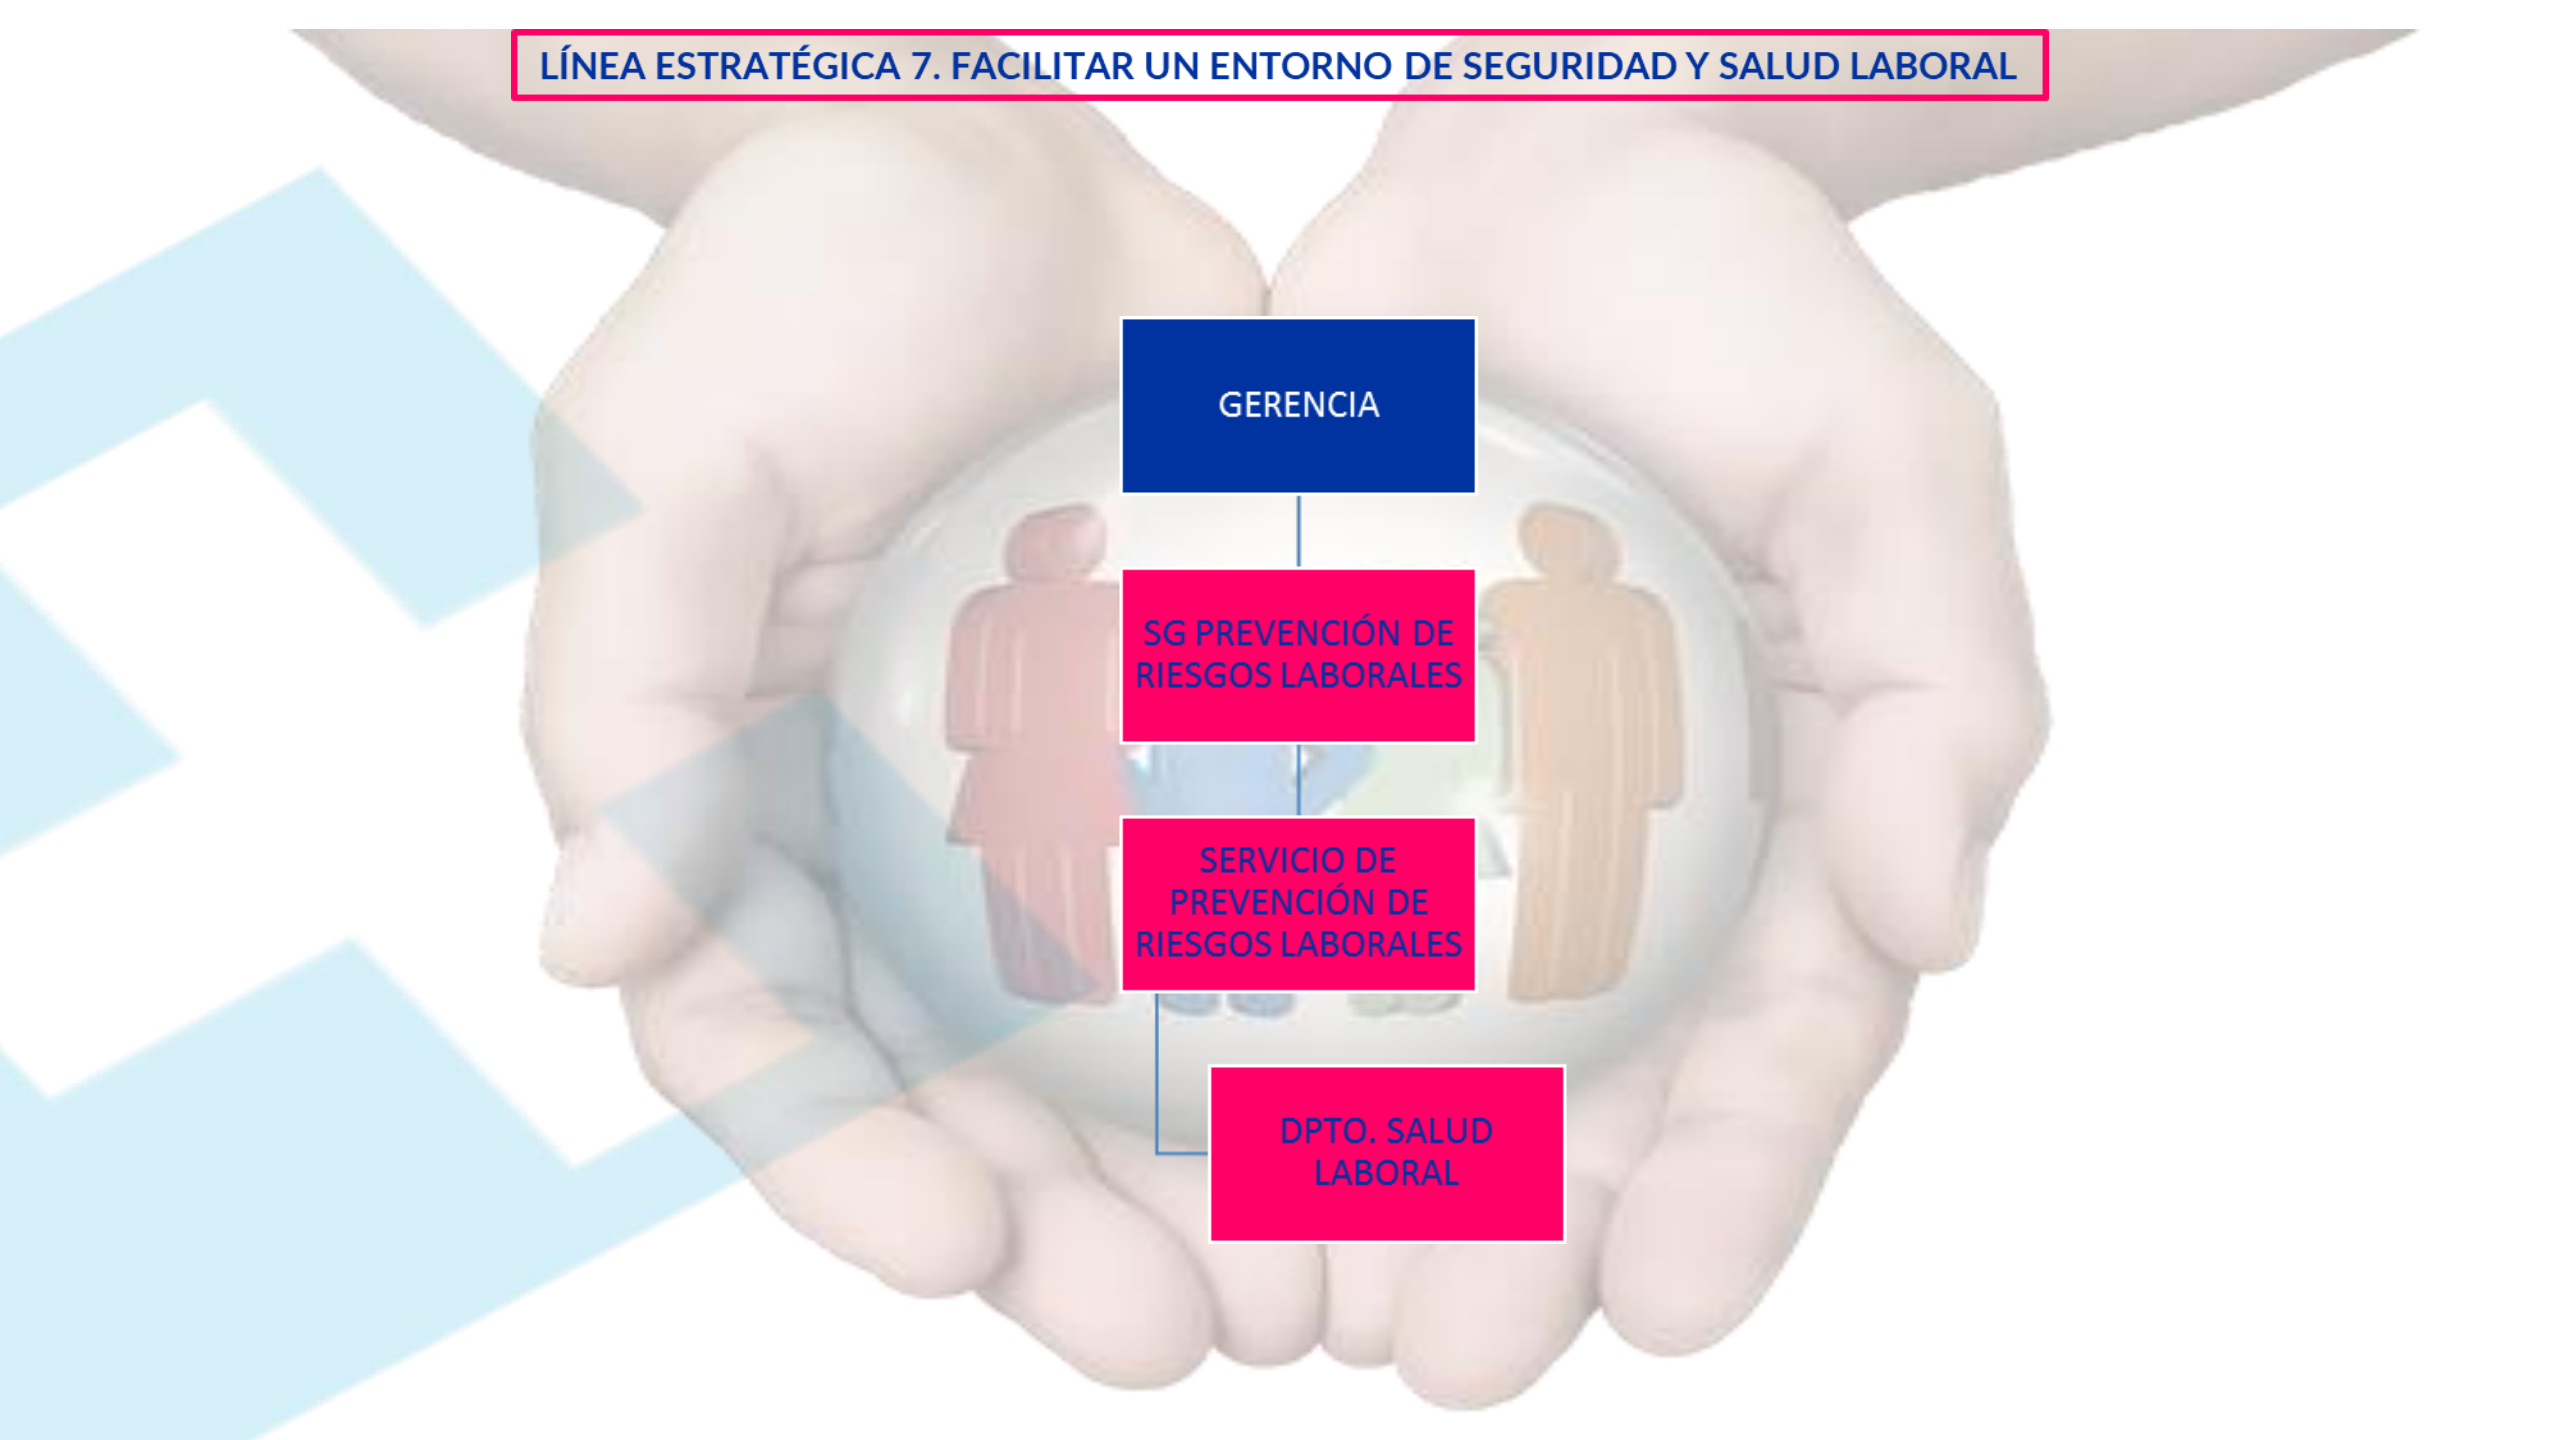 LÍNEA ESTRATÉGICA 7. FACILITAR UN ENTORNO DE SEGURIDAD Y SALUD LABORAL
GERENCIA
SG PREVENCIÓN DE
RIESGOS LABORALES
SERVICIO DE
PREVENCIÓN DE
RIESGOS LABORALES
DPTO. SALUD
LABORAL